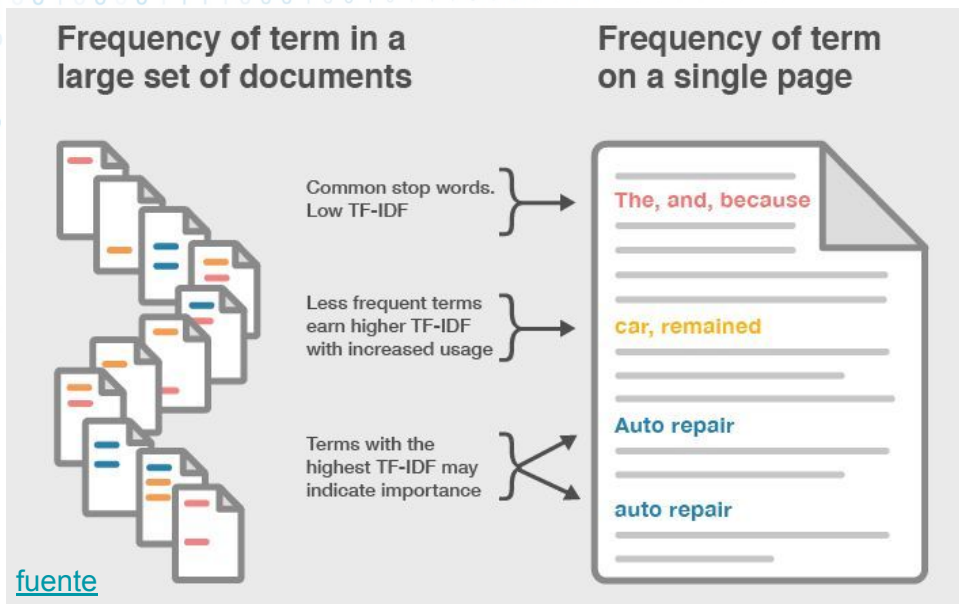 Frequency of term in a
large set of documents
Frequency of term
on a single page
Common stop words.
Low TF-IDF
The, and, because
Less frequent terms
earn higher TF-IDF
with increased usage
car, remained
Terms with the
highest TF-IDF may
indicate importance
Auto repair
auto repair
fuente